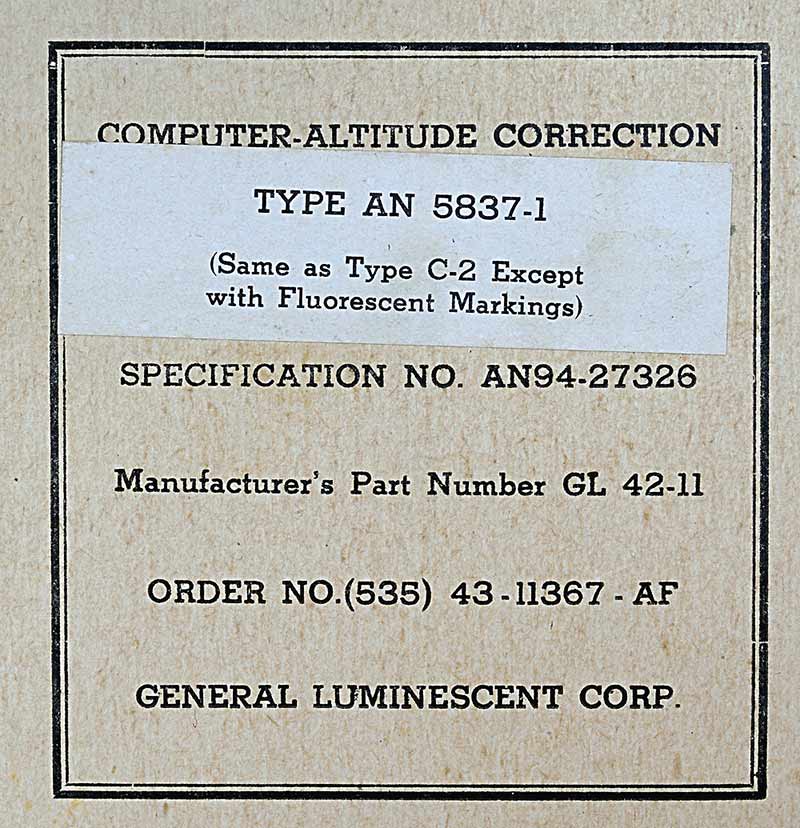 COMPUTER-ALTITUDE CORRECTION
TYPE AN 5837-1
(Same as Type C-2 Except
with Fluorescent Markings)
SPECIFICATION NO. AN94-27326
Manufacturer's Part Number GL 42-11
ORDER NO.(535) 43-11367-AF
GENERAL LUMINESCENT CORP.